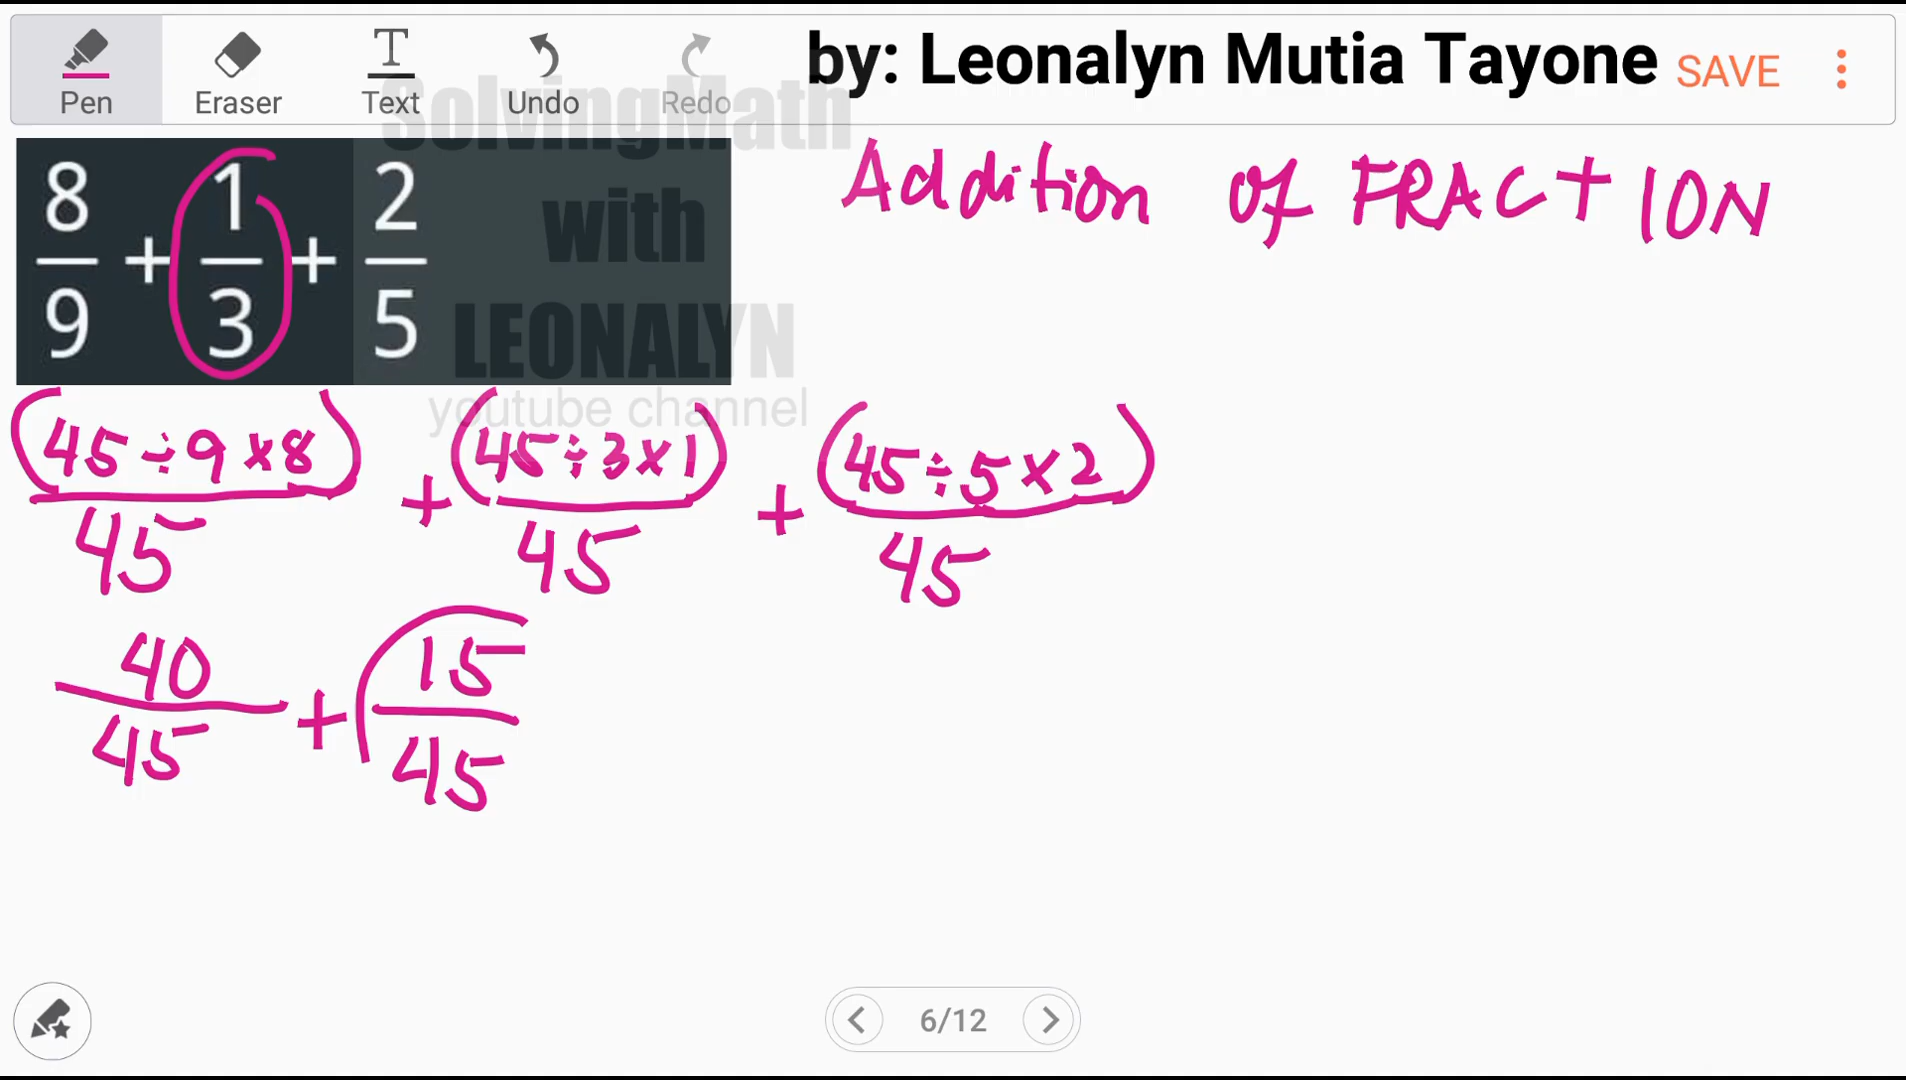 by: Leonalyn Mutia Tayone
SAVE
Pen Eraser Text Undo Redo
SolvingMath
with
LEONALYN
youtube channel
Addition of FRACTION
8/9 + 1/3 + 2/5
(45÷9×8)/45 + (45÷3×1)/45 + (45÷5×2)/45
40/45 + 15/45
6/12